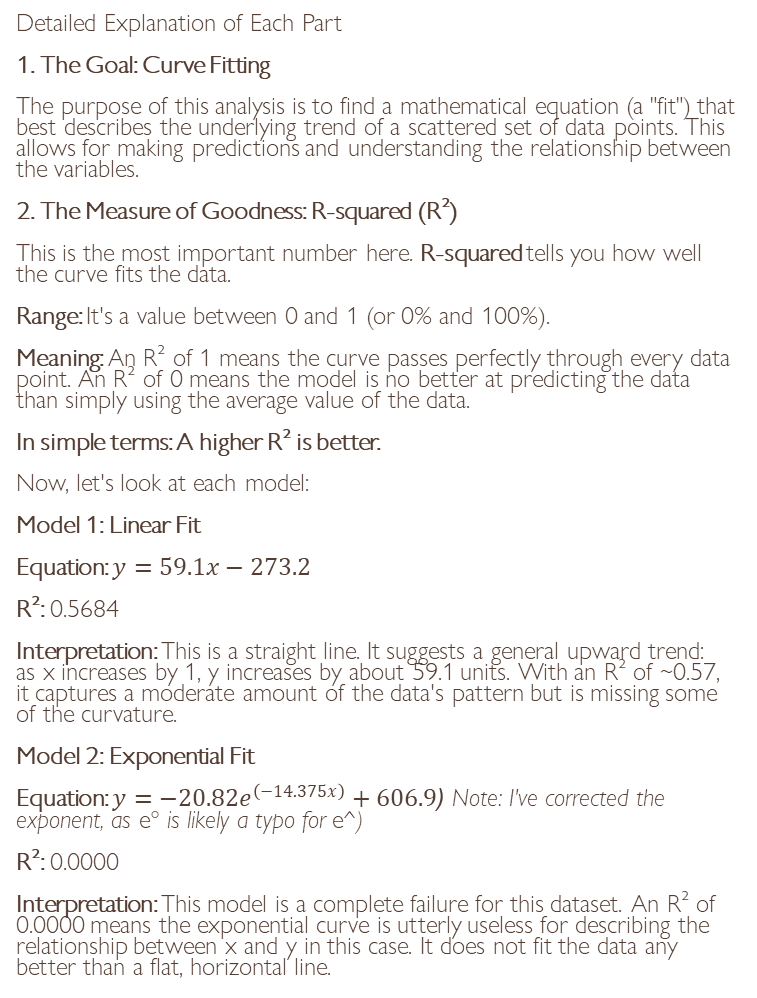 Detailed Explanation of Each Part
1. The Goal: Curve Fitting
The purpose of this analysis is to find a mathematical equation (a "fit") that
best describes the underlying trend of a scattered set of data points. This
allows for making predictions and understanding the relationship between
the variables.
2. The Measure of Goodness: R-squared (R²)
This is the most important number here. R-squared tells you how well
the curve fits the data.
Range: It's a value between 0 and 1 (or 0% and 100%).
Meaning: An R² of 1 means the curve passes perfectly through every data
point. An R² of 0 means the model is no better at predicting the data
than simply using the average value of the data.
In simple terms: A higher R² is better.
Now, let's look at each model:
Model 1: Linear Fit
Equation: y = 59.1x − 273.2
R²: 0.5684
Interpretation: This is a straight line. It suggests a general upward trend:
as x increases by 1, y increases by about 59.1 units. With an R² of ~0.57,
it captures a moderate amount of the data's pattern but is missing some
of the curvature.
Model 2: Exponential Fit
Equation: y = −20.82e^(−14.375x) + 606.9) Note: I've corrected the
exponent, as e° is likely a typo for e^)
R²: 0.0000
Interpretation: This model is a complete failure for this dataset. An R² of
0.0000 means the exponential curve is utterly useless for describing the
relationship between x and y in this case. It does not fit the data any
better than a flat, horizontal line.